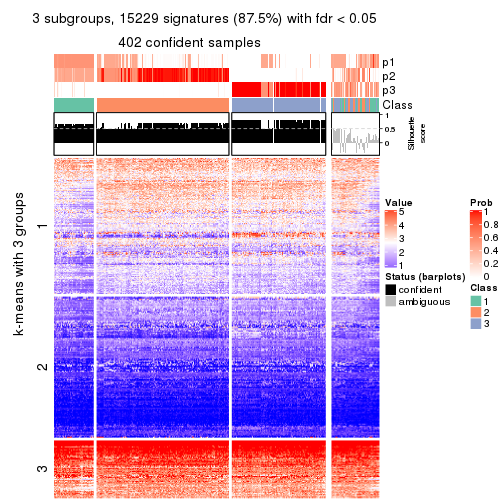 3 subgroups, 15229 signatures (87.5%) with fdr < 0.05
402 confident samples
p1
p2
p3
Class
1
0.5
0
Silhouette
score
k-means with 3 groups
1
2
3
Value
5
4
3
2
1
Status (barplots)
confident
ambiguous
Prob
1
0.8
0.6
0.4
0.2
0
Class
1
2
3